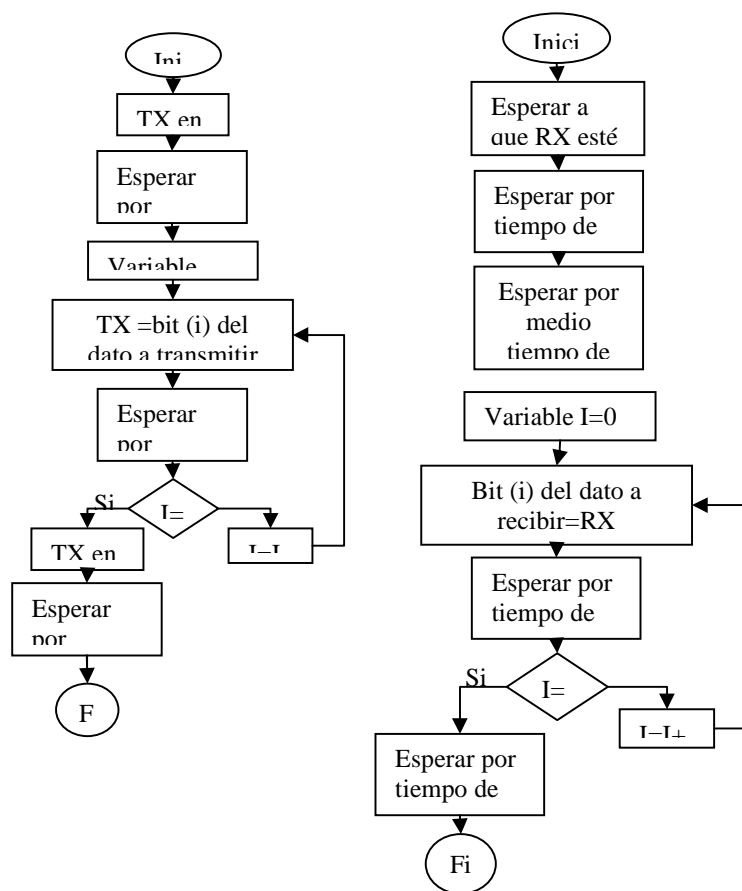 Ini
TX en
Esperar
por
Variable
TX =bit (i) del
dato a transmitir
Esperar
por
I=
Si
TX en
I=I
Esperar
por
F
Inici
Esperar a
que RX esté
Esperar por
tiempo de
Esperar por
medio
tiempo de
Variable I=0
Bit (i) del dato a
recibir=RX
Esperar por
tiempo de
I=
Si
I=I+
Esperar por
tiempo de
Fi